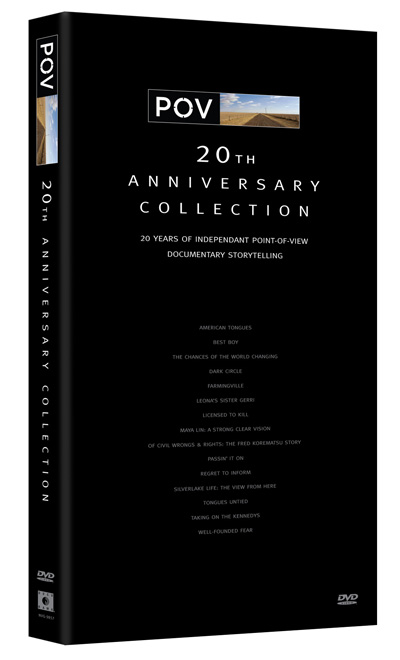 POV
20TH ANNIVERSARY COLLECTION
DVD
POV
20TH
ANNIVERSARY
COLLECTION
20 YEARS OF INDEPENDANT POINT-OF-VIEW
DOCUMENTARY STORYTELLING
AMERICAN TONGUES
BEST BOY
THE CHANCES OF THE WORLD CHANGING
DARK CIRCLE
FARMINGVILLE
LEONA'S SISTER GERRI
LICENSED TO KILL
MAYA LIN: A STRONG CLEAR VISION
OF CIVIL WRONGS & RIGHTS: THE FRED KOREMATSU STORY
PASSIN' IT ON
REGRET TO INFORM
SILVERLAKE LIFE: THE VIEW FROM HERE
TONGUES UNTIED
TAKING ON THE KENNEDYS
WELL-FOUNDED FEAR
DVD